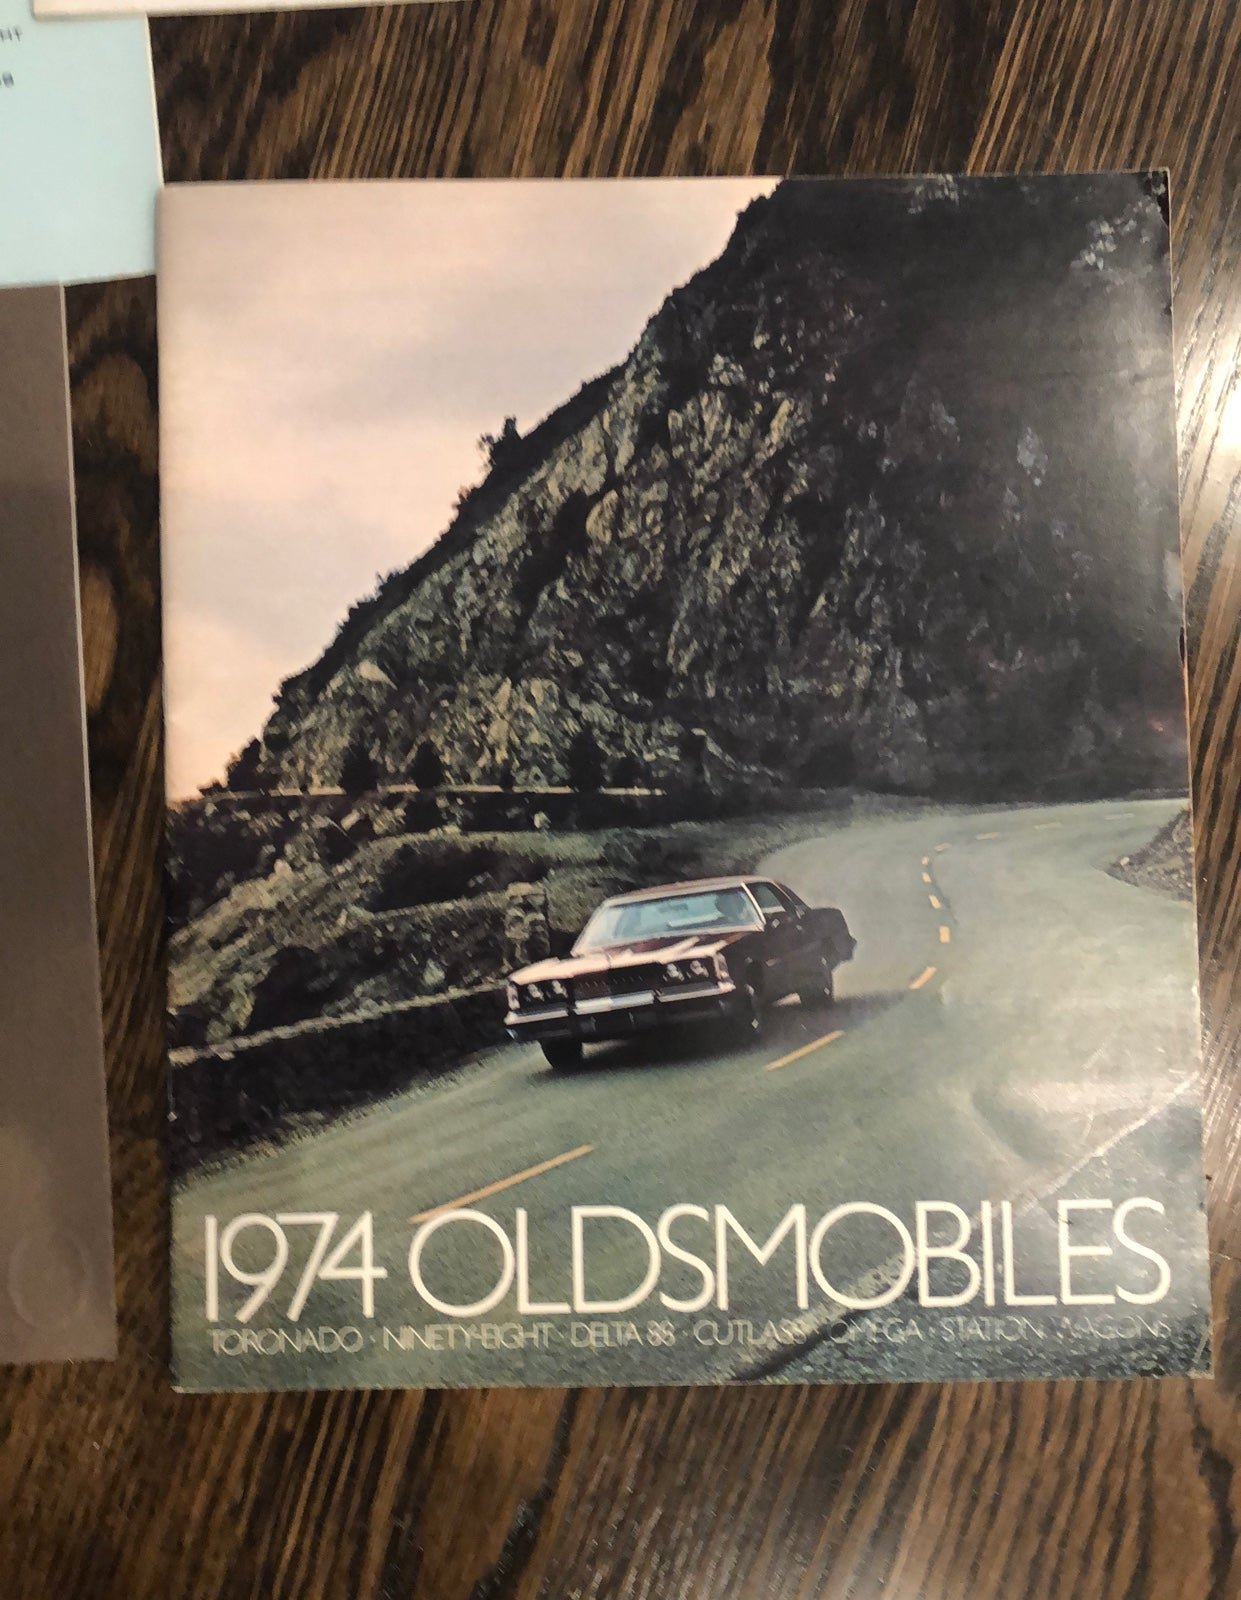 1974 OLDSMOBILES
TORONADO · NINETY-EIGHT · DELTA 88 · CUTLASS · OMEGA · STATION WAGONS